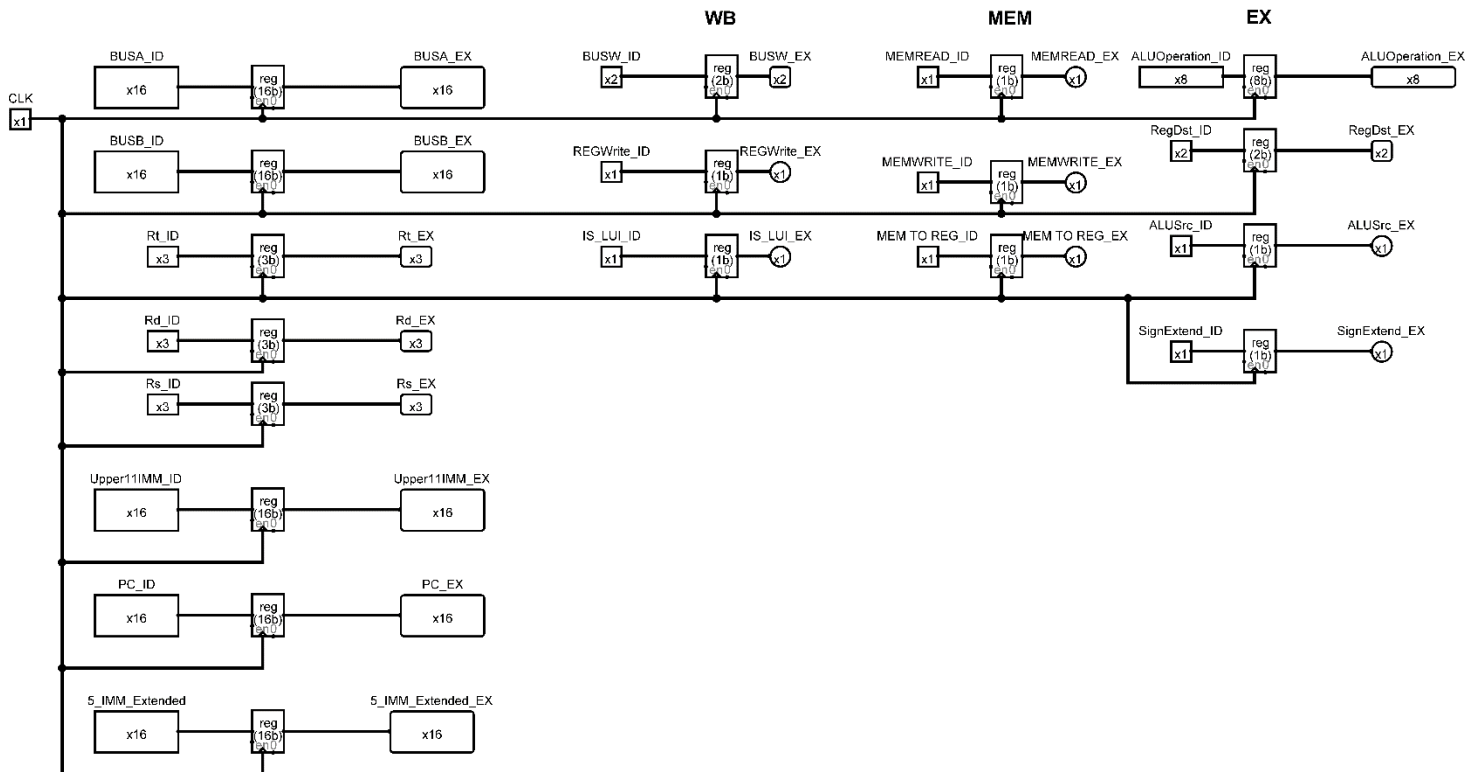 WB MEM EX
BUSA_ID BUSA_EX BUSW_ID BUSW_EX MEMREAD_ID MEMREAD_EX ALUOperation_ID ALUOperation_EX
x16 reg (16b) en0 x16 x2 reg (2b) en0 x2 x1 reg (1b) en0 x1 x8 reg (8b) en0 x8
CLK
x1
BUSB_ID BUSB_EX REGWrite_ID REGWrite_EX MEMWRITE_ID MEMWRITE_EX RegDst_ID RegDst_EX
x16 reg (16b) en0 x16 x1 reg (1b) en0 x1 x1 reg (1b) en0 x1 x2 reg (2b) en0 x2
Rt_ID Rt_EX IS_LUI_ID IS_LUI_EX MEM TO REG_ID MEM TO REG_EX ALUSrc_ID ALUSrc_EX
x3 reg (3b) en0 x3 x1 reg (1b) en0 x1 x1 reg (1b) en0 x1 x1 reg (1b) en0 x1
Rd_ID Rd_EX SignExtend_ID SignExtend_EX
x3 reg (3b) en0 x3 x1 reg (1b) en0 x1
Rs_ID Rs_EX
x3 reg (3b) en0 x3
Upper11IMM_ID Upper11IMM_EX
x16 reg (16b) en0 x16
PC_ID PC_EX
x16 reg (16b) en0 x16
5_IMM_Extended 5_IMM_Extended_EX
x16 reg (16b) en0 x16